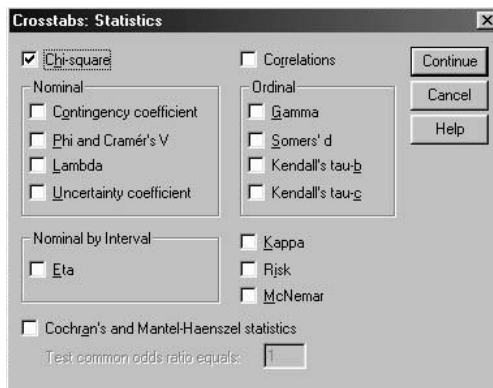 Crosstabs: Statistics
Chi-square
Correlations
Continue
Cancel
Help
Nominal
Contingency coefficient
Phi and Cramér's V
Lambda
Uncertainty coefficient
Ordinal
Gamma
Somers' d
Kendall's tau-b
Kendall's tau-c
Nominal by Interval
Eta
Kappa
Risk
McNemar
Cochran's and Mantel-Haenszel statistics
Test common odds ratio equals: 1